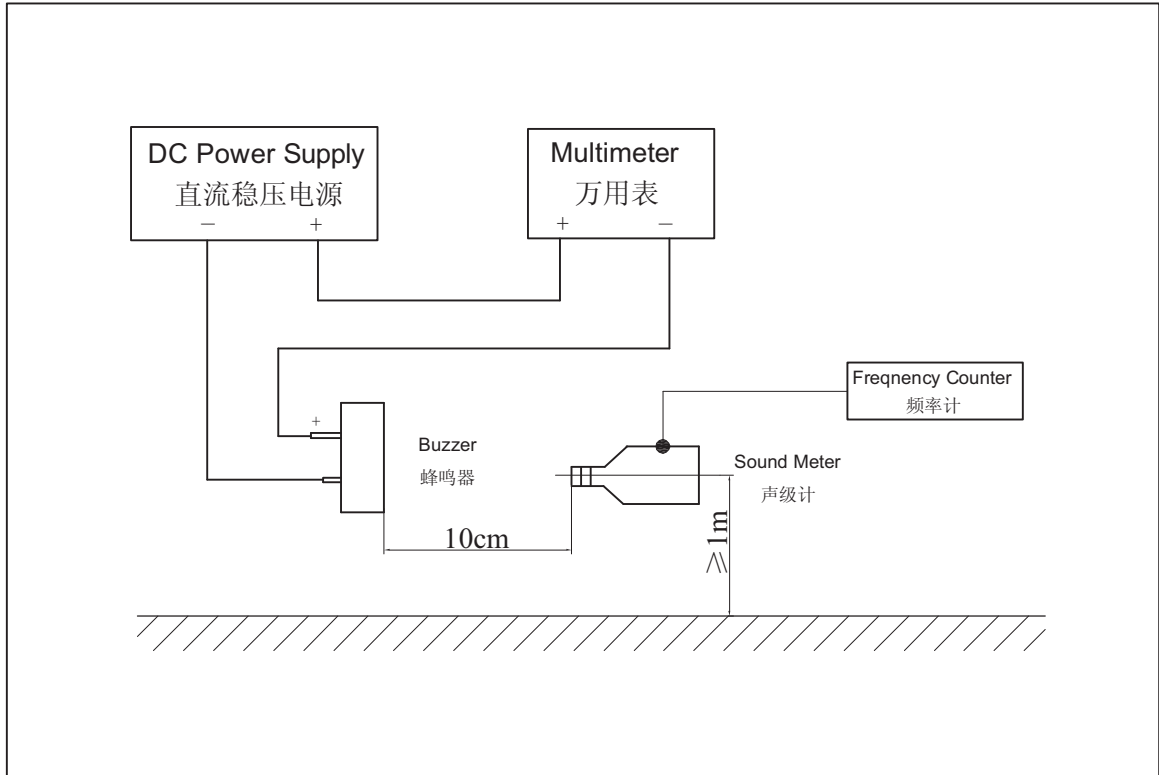 DC Power Supply
直流稳压电源
− +
Multimeter
万用表
+ −
Freqnency Counter
频率计
+
Buzzer
蜂鸣器
Sound Meter
声级计
10cm
≥1m